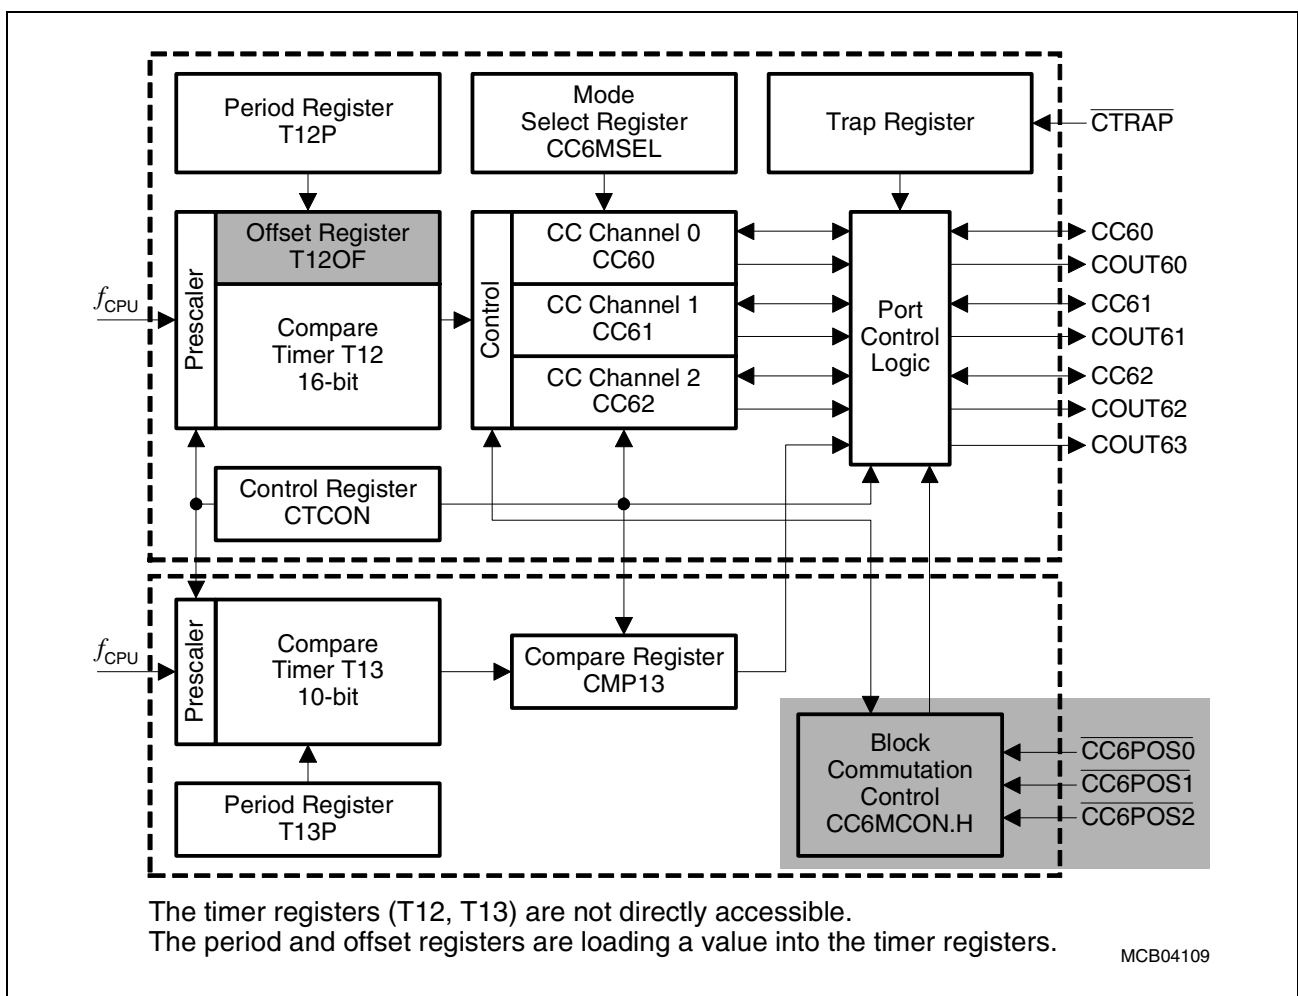 Period Register
T12P
Mode
Select Register
CC6MSEL
Trap Register
CTRAP
Offset Register
T12OF
Prescaler
fCPU
Compare
Timer T12
16-bit
Control
CC Channel 0
CC60
CC Channel 1
CC61
CC Channel 2
CC62
Port
Control
Logic
CC60
COUT60
CC61
COUT61
CC62
COUT62
COUT63
Control Register
CTCON
fCPU
Prescaler
Compare
Timer T13
10-bit
Compare Register
CMP13
Period Register
T13P
Block
Commutation
Control
CC6MCON.H
CC6POS0
CC6POS1
CC6POS2
The timer registers (T12, T13) are not directly accessible.
The period and offset registers are loading a value into the timer registers.
MCB04109